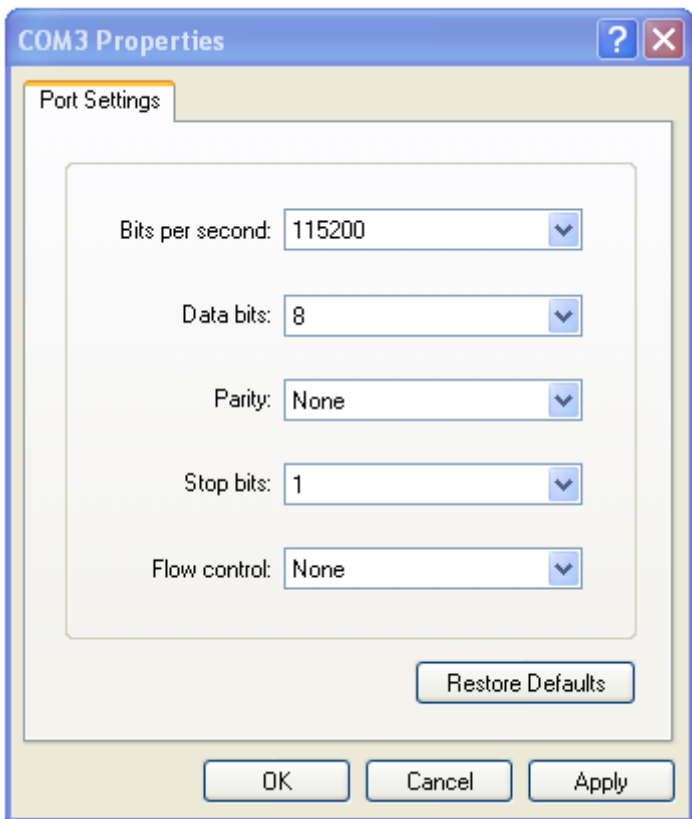 COM3 Properties
Port Settings
Bits per second: 115200
Data bits: 8
Parity: None
Stop bits: 1
Flow control: None
Restore Defaults
OK Cancel Apply